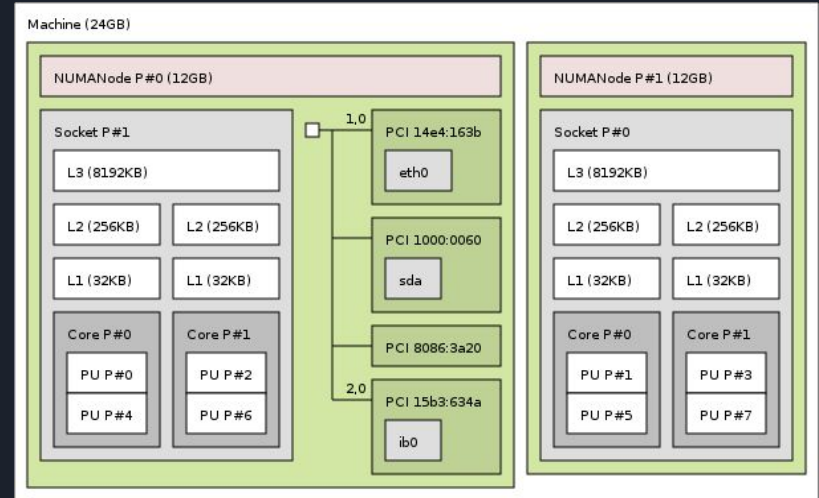 Machine (24GB)
NUMANode P#0 (12GB)
Socket P#1
L3 (8192KB)
L2 (256KB)
L2 (256KB)
L1 (32KB)
L1 (32KB)
Core P#0
PU P#0
PU P#4
Core P#1
PU P#2
PU P#6
1,0
PCI 14e4:163b
eth0
PCI 1000:0060
sda
PCI 8086:3a20
2,0
PCI 15b3:634a
ib0
NUMANode P#1 (12GB)
Socket P#0
L3 (8192KB)
L2 (256KB)
L2 (256KB)
L1 (32KB)
L1 (32KB)
Core P#0
PU P#1
PU P#5
Core P#1
PU P#3
PU P#7